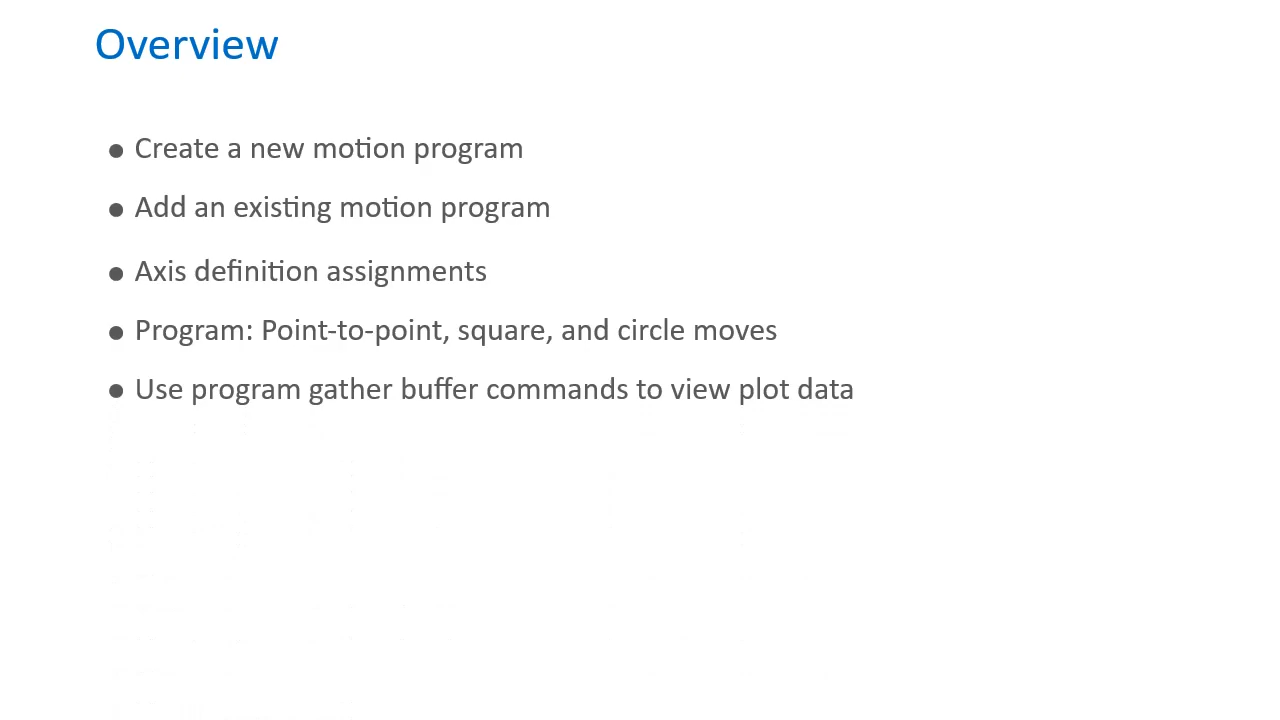 Overview
● Create a new motion program
● Add an existing motion program
● Axis definition assignments
● Program: Point-to-point, square, and circle moves
● Use program gather buffer commands to view plot data